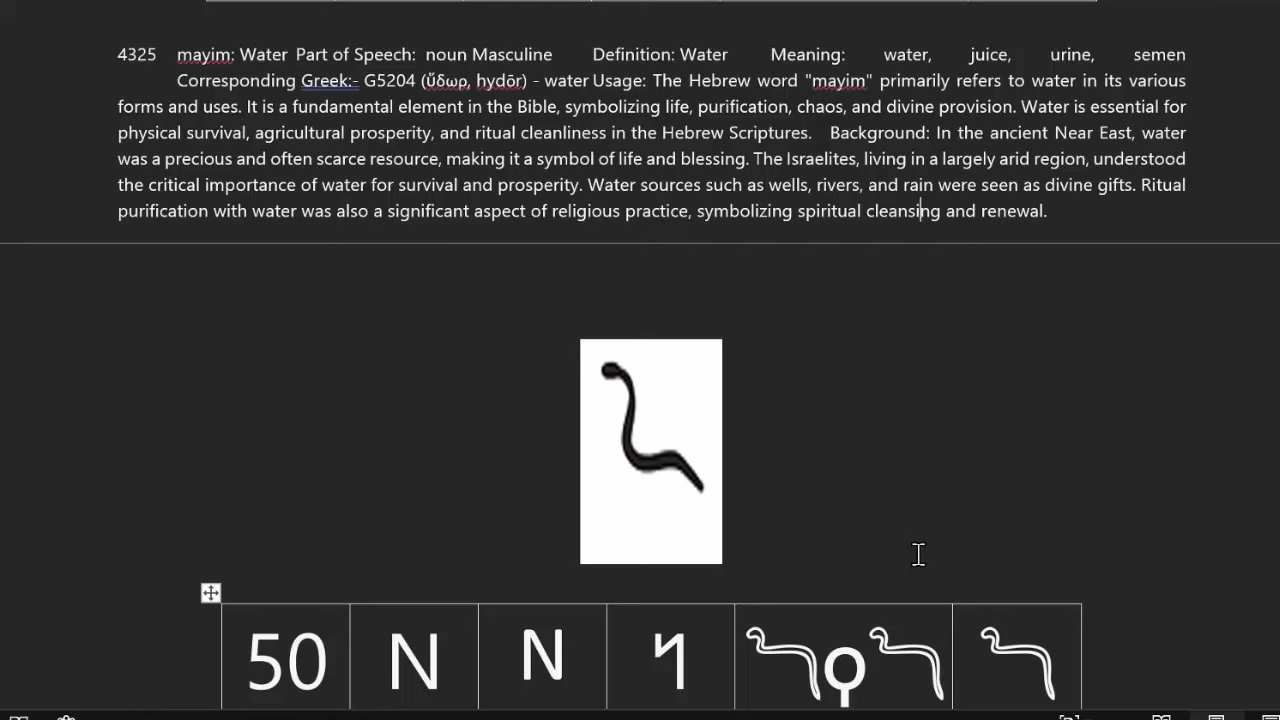 4325 mayim: Water Part of Speech: noun Masculine Definition: Water Meaning: water, juice, urine, semen
Corresponding Greek:- G5204 (ὕδωρ, hydōr) - water Usage: The Hebrew word "mayim" primarily refers to water in its various
forms and uses. It is a fundamental element in the Bible, symbolizing life, purification, chaos, and divine provision. Water is essential for
physical survival, agricultural prosperity, and ritual cleanliness in the Hebrew Scriptures. Background: In the ancient Near East, water
was a precious and often scarce resource, making it a symbol of life and blessing. The Israelites, living in a largely arid region, understood
the critical importance of water for survival and prosperity. Water sources such as wells, rivers, and rain were seen as divine gifts. Ritual
purification with water was also a significant aspect of religious practice, symbolizing spiritual cleansing and renewal.
50 N N 𐤍